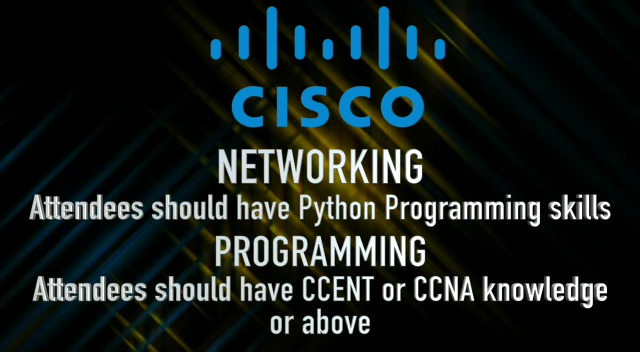 CISCO
NETWORKING
Attendees should have Python Programming skills
PROGRAMMING
Attendees should have CCENT or CCNA knowledge
or above